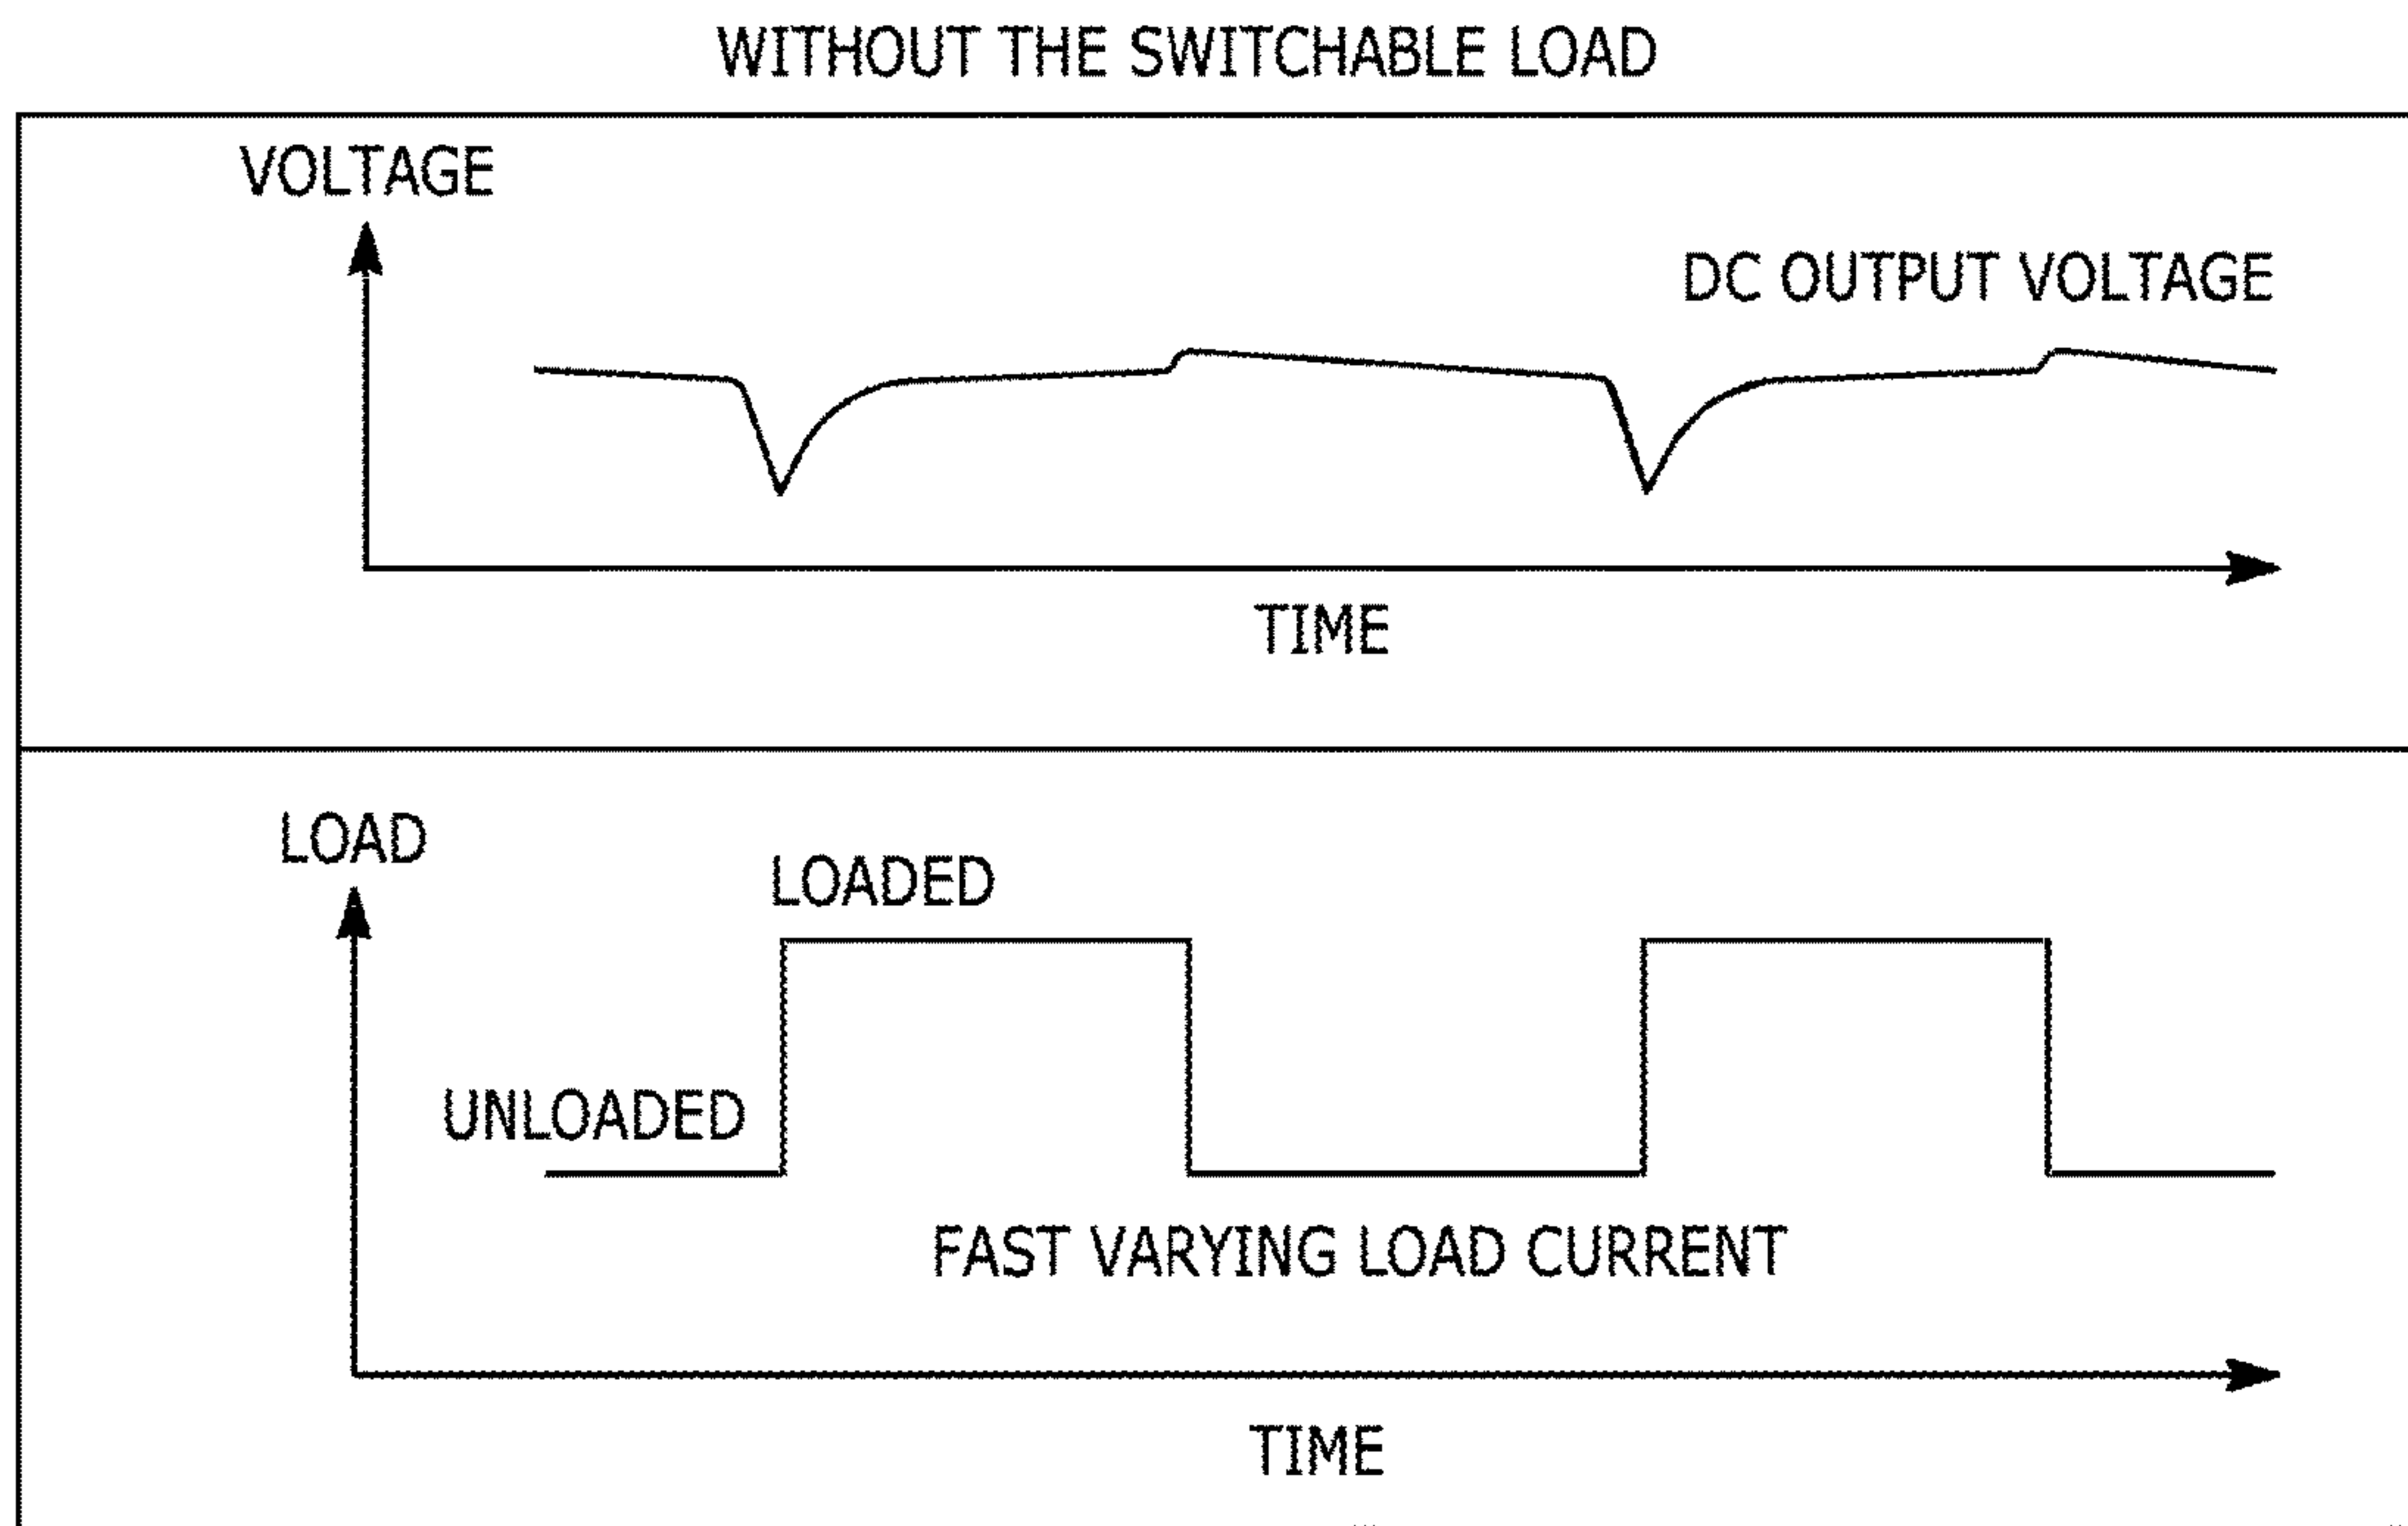 WITHOUT THE SWITCHABLE LOAD
VOLTAGE
DC OUTPUT VOLTAGE
TIME
LOAD
LOADED
UNLOADED
FAST VARYING LOAD CURRENT
TIME